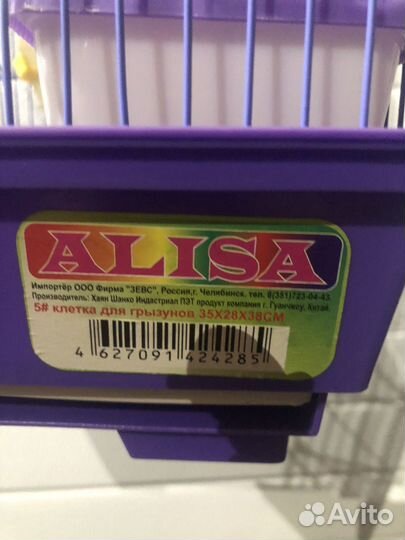 ALISA
Импортёр ООО Фирма "ЗЕВС", Россия,г. Челябинск. тел. 8(351)723-04-43.
Производитель: Хаян Шанко Индастриал ПЭТ продукт компания г. Гуанчжоу, Китай.
5# клетка для грызунов 35X28X38CM
4 627091 424285
Avito